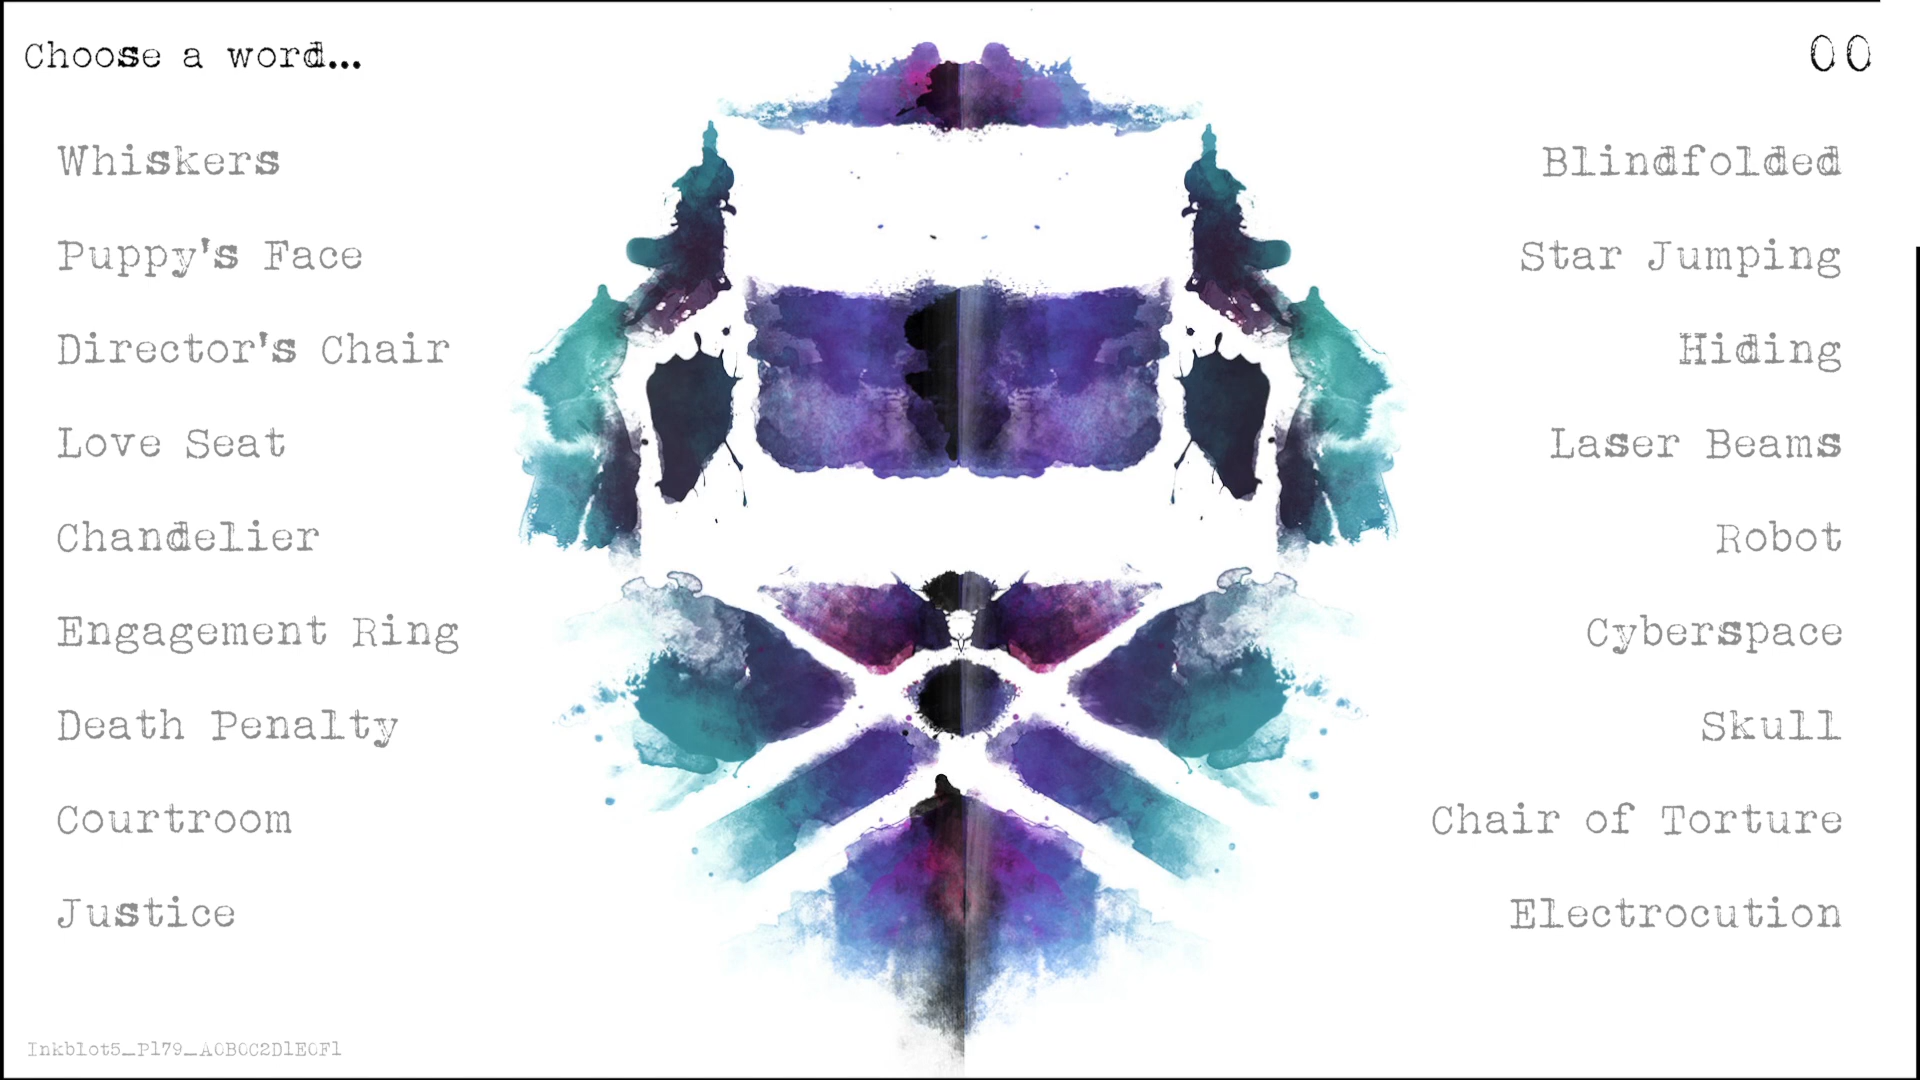 Choose a word...
00
Whiskers
Puppy's Face
Director's Chair
Love Seat
Chandelier
Engagement Ring
Death Penalty
Courtroom
Justice
Blindfolded
Star Jumping
Hiding
Laser Beams
Robot
Cyberspace
Skull
Chair of Torture
Electrocution
Inkblot5_P179_A0B0C2D1E0F1